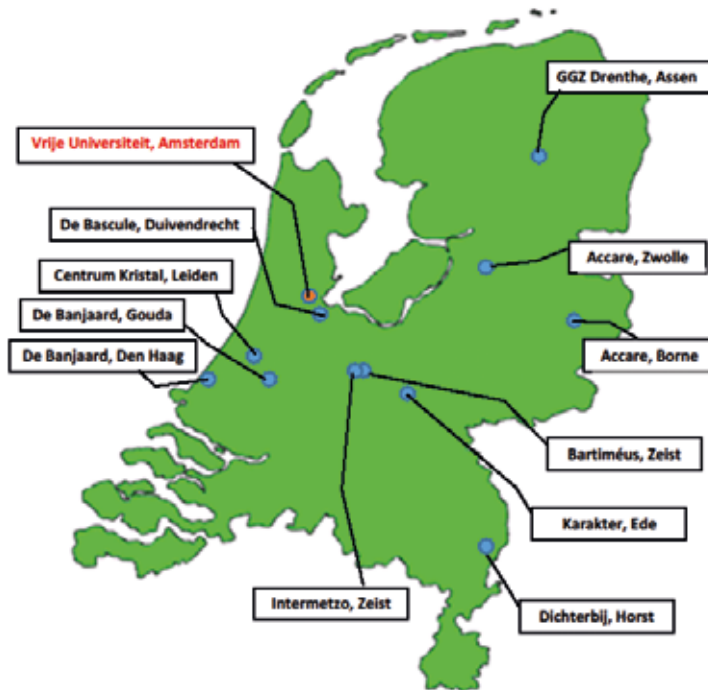 GGZ Drenthe, Assen
Vrije Universiteit, Amsterdam
De Bascule, Duivendrecht
Accare, Zwolle
Centrum Kristal, Leiden
De Banjaard, Gouda
De Banjaard, Den Haag
Accare, Borne
Bartiméus, Zeist
Karakter, Ede
Intermetzo, Zeist
Dichterbij, Horst